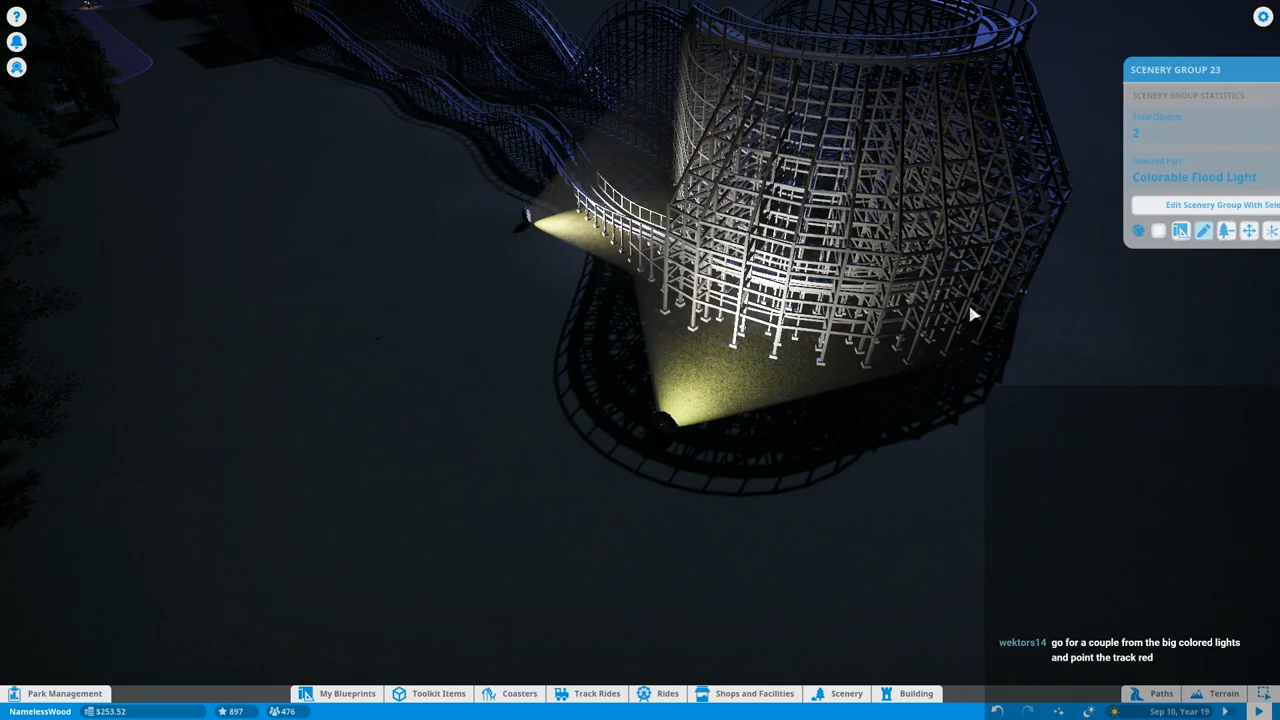 SCENERY GROUP 23
SCENERY GROUP STATISTICS
Total Objects
2
Selected Part
Colorable Flood Light
Edit Scenery Group With Sele
wektors14 go for a couple from the big colored lights
and point the track red
Park Management
My Blueprints
Toolkit Items
Coasters
Track Rides
Rides
Shops and Facilities
Scenery
Building
Paths
Terrain
NamelessWood
$253.52
897
476
Sep 10, Year 19